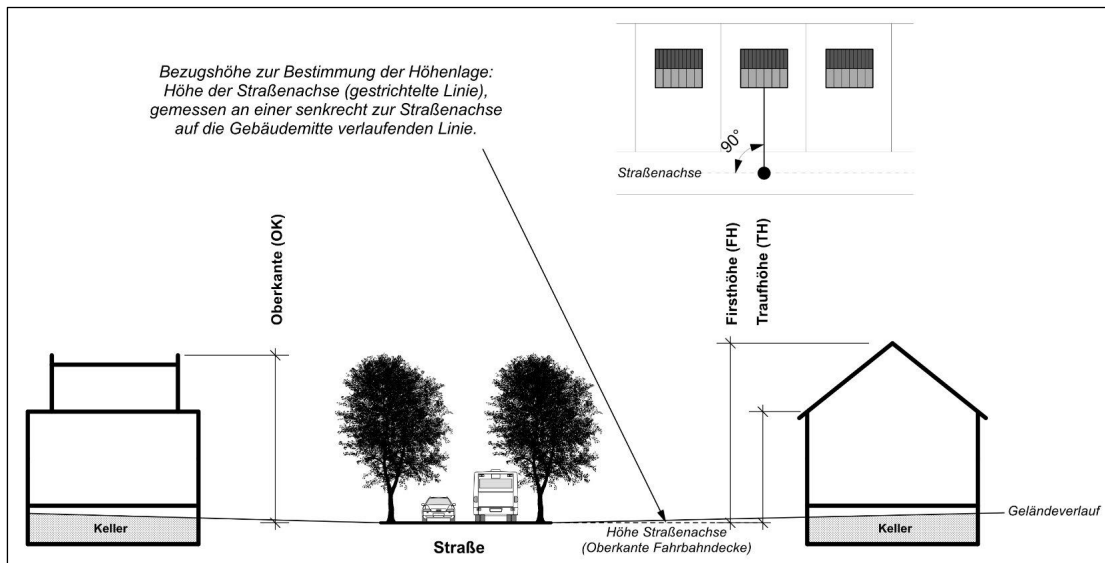 Bezugshöhe zur Bestimmung der Höhenlage:
Höhe der Straßenachse (gestrichtelte Linie),
gemessen an einer senkrecht zur Straßenachse
auf die Gebäudemitte verlaufenden Linie.
90°
Straßenachse
Oberkante (OK)
Firsthöhe (FH)
Traufhöhe (TH)
Keller
Straße
Höhe Straßenachse
(Oberkante Fahrbahndecke)
Keller
Geländeverlauf